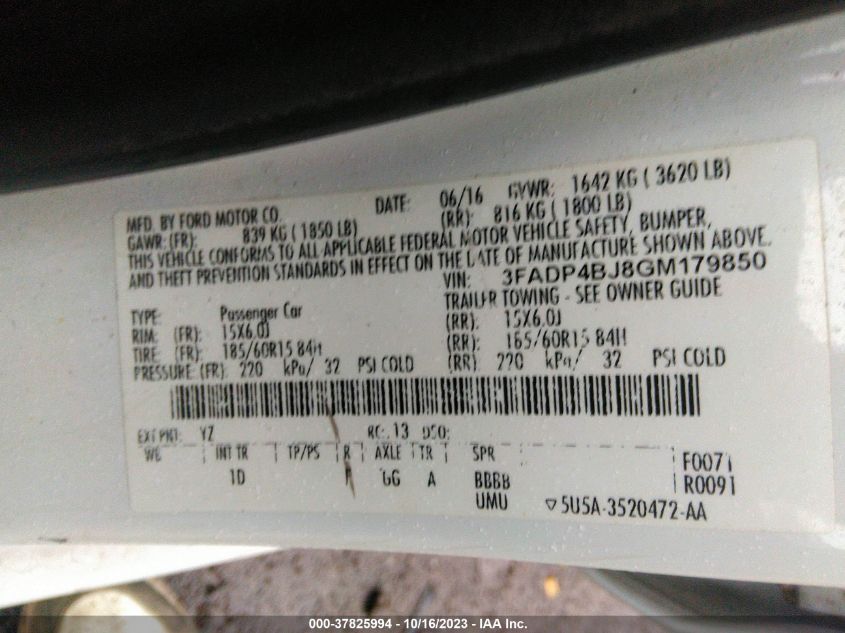 MFD. BY FORD MOTOR CO. DATE: 06/16 GVWR: 1642 KG ( 3620 LB)
GAWR: (FR): 839 KG ( 1850 LB) (RR): 816 KG ( 1800 LB)
THIS VEHICLE CONFORMS TO ALL APPLICABLE FEDERAL MOTOR VEHICLE SAFETY, BUMPER,
AND THEFT PREVENTION STANDARDS IN EFFECT ON THE DATE OF MANUFACTURE SHOWN ABOVE.
VIN: 3FADP4BJ8GM179850
TYPE: Passenger Car TRAILER TOWING - SEE OWNER GUIDE
RIM: (FR): 15X6.0J (RR): 15X6.0J
TIRE: (FR): 185/60R15 84H (RR): 185/60R15 84H
PRESSURE: (FR): 220 kPa/ 32 PSI COLD (RR): 220 kPa/ 32 PSI COLD
EXT PNT: YZ RC: 13 DSO:
WB INT TR TP/PS R AXLE TR SPR F0071
1D GG A BBBB R0091
UMU ▽5U5A-3520472-AA
000-37825994 - 10/16/2023 - IAA Inc.